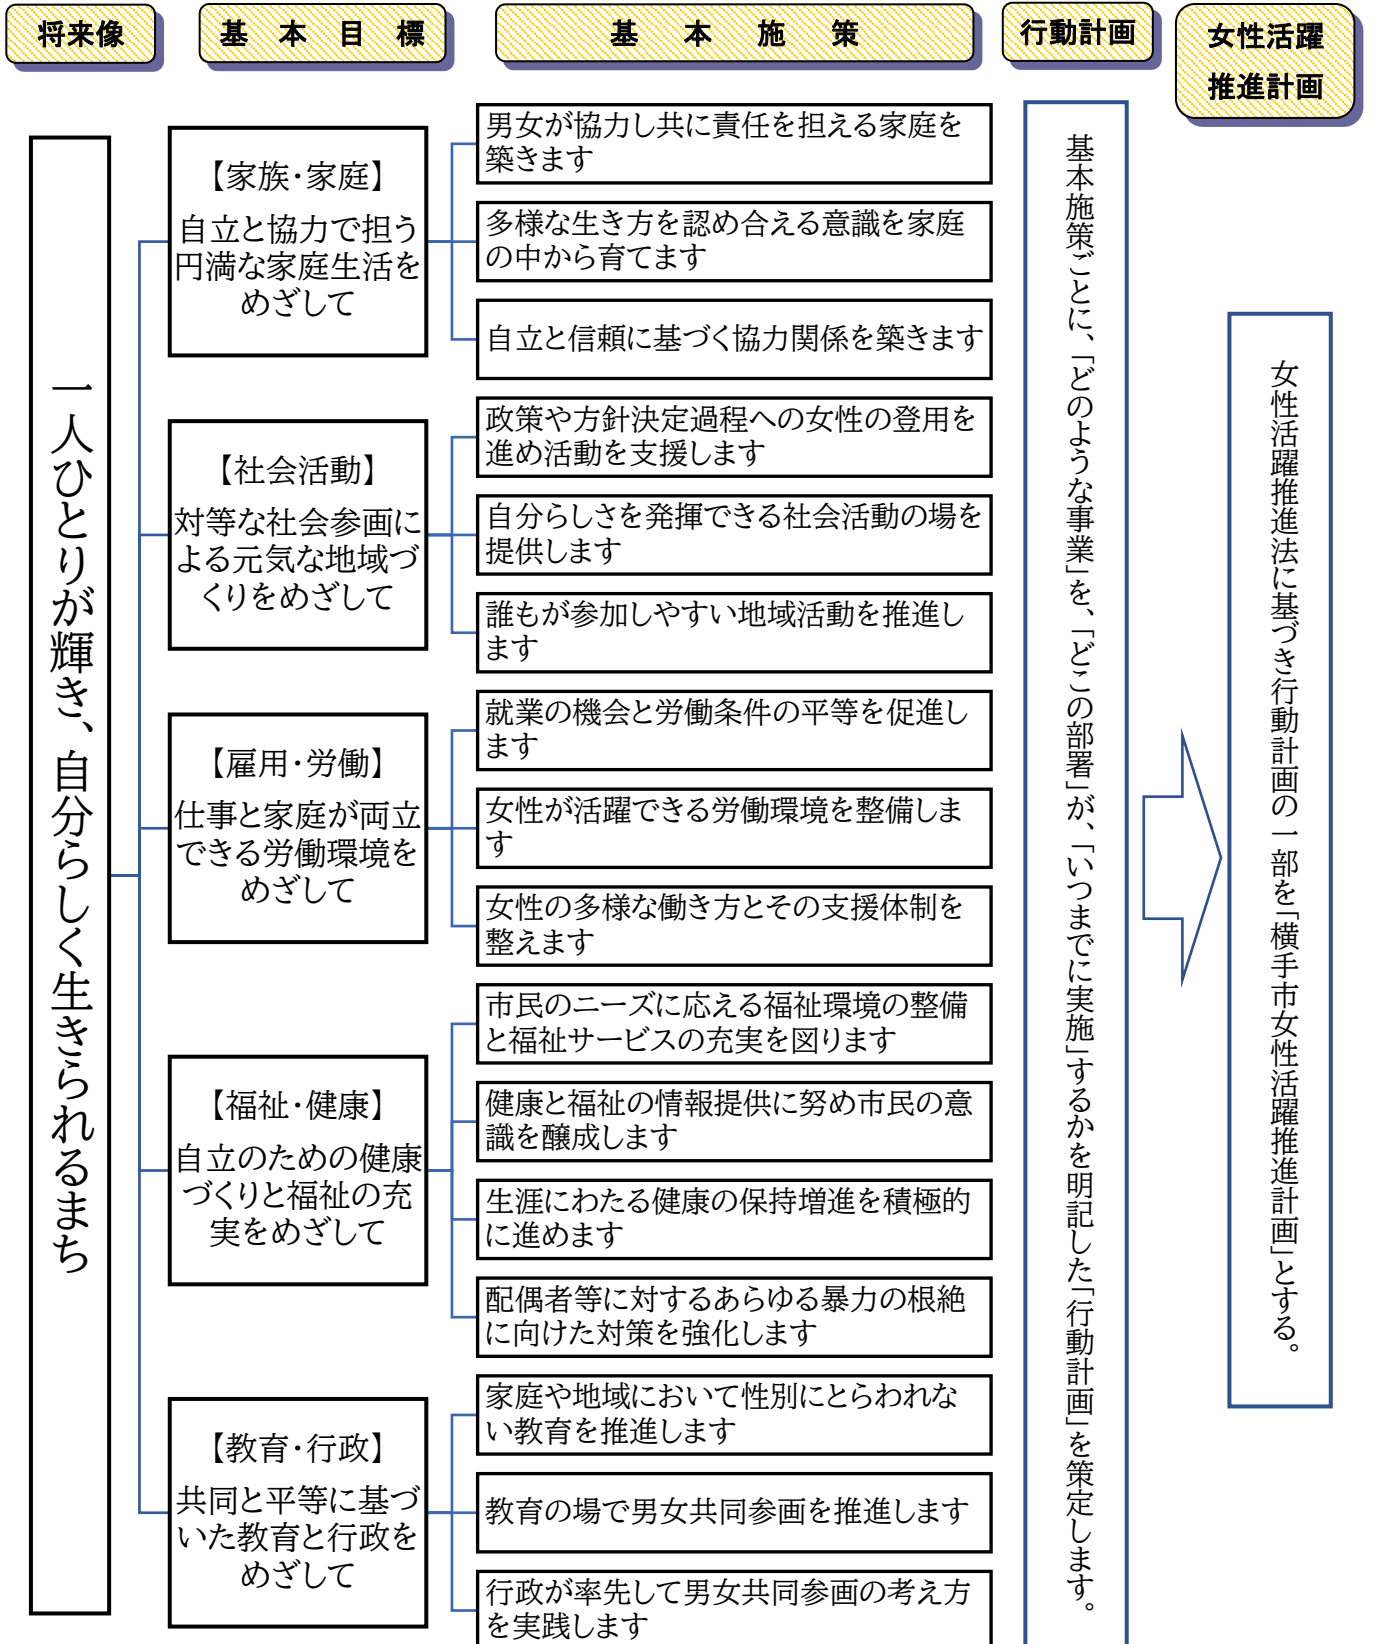 将来像
基本目標
基本施策
行動計画
女性活躍
推進計画
一人ひとりが輝き、自分らしく生きられるまち
【家族・家庭】
自立と協力で担う
円満な家庭生活を
めざして
男女が協力し共に責任を担える家庭を
築きます
多様な生き方を認め合える意識を家庭
の中から育てます
自立と信頼に基づく協力関係を築きます
【社会活動】
対等な社会参画に
よる元気な地域づ
くりをめざして
政策や方針決定過程への女性の登用を
進め活動を支援します
自分らしさを発揮できる社会活動の場を
提供します
誰もが参加しやすい地域活動を推進し
ます
【雇用・労働】
仕事と家庭が両立
できる労働環境を
めざして
就業の機会と労働条件の平等を促進し
ます
女性が活躍できる労働環境を整備しま
す
女性の多様な働き方とその支援体制を
整えます
【福祉・健康】
自立のための健康
づくりと福祉の充
実をめざして
市民のニーズに応える福祉環境の整備
と福祉サービスの充実を図ります
健康と福祉の情報提供に努め市民の意
識を醸成します
生涯にわたる健康の保持増進を積極的
に進めます
配偶者等に対するあらゆる暴力の根絶
に向けた対策を強化します
【教育・行政】
共同と平等に基づ
いた教育と行政を
めざして
家庭や地域において性別にとらわれな
い教育を推進します
教育の場で男女共同参画を推進します
行政が率先して男女共同参画の考え方
を実践します
基本施策ごとに、「どのような事業」を、「どこの部署」が、「いつまでに実施」するかを明記した「行動計画」を策定します。
女性活躍推進法に基づき行動計画の一部を「横手市女性活躍推進計画」とする。